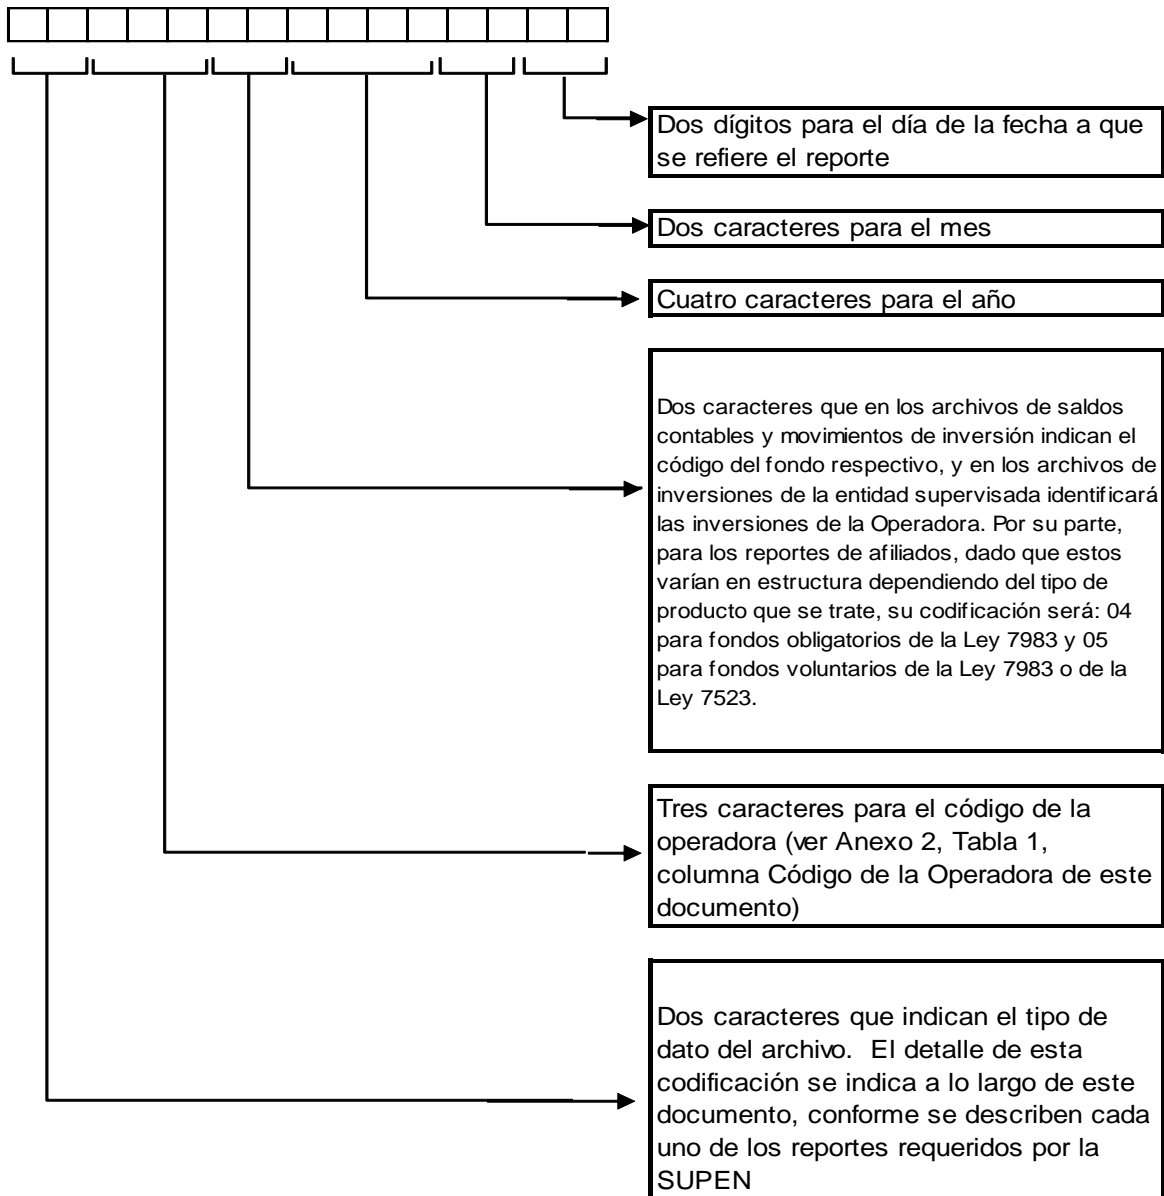 Dos dígitos para el día de la fecha a que
se refiere el reporte
Dos caracteres para el mes
Cuatro caracteres para el año
Dos caracteres que en los archivos de saldos
contables y movimientos de inversión indican el
código del fondo respectivo, y en los archivos de
inversiones de la entidad supervisada identificará
las inversiones de la Operadora. Por su parte,
para los reportes de afiliados, dado que estos
varían en estructura dependiendo del tipo de
producto que se trate, su codificación será: 04
para fondos obligatorios de la Ley 7983 y 05
para fondos voluntarios de la Ley 7983 o de la
Ley 7523.
Tres caracteres para el código de la
operadora (ver Anexo 2, Tabla 1,
columna Código de la Operadora de este
documento)
Dos caracteres que indican el tipo de
dato del archivo.  El detalle de esta
codificación se indica a lo largo de este
documento, conforme se describen cada
uno de los reportes requeridos por la
SUPEN